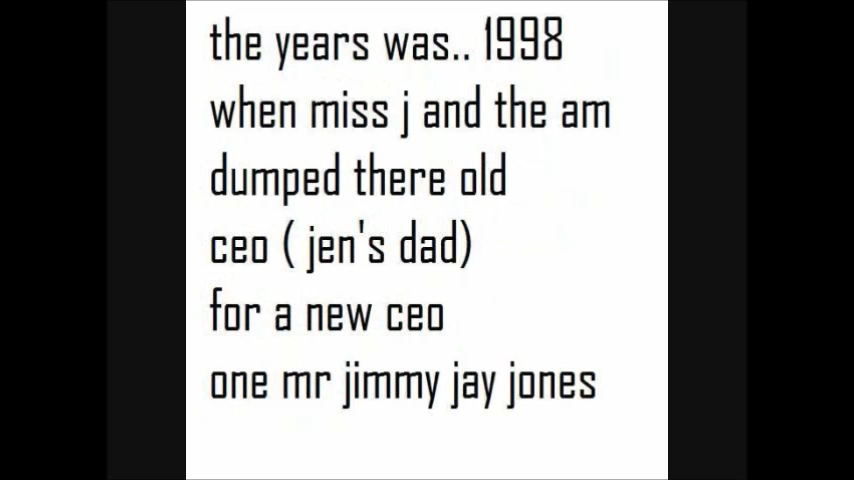 the years was.. 1998
when miss j and the am
dumped there old
ceo ( jen's dad)
for a new ceo
one mr jimmy jay jones